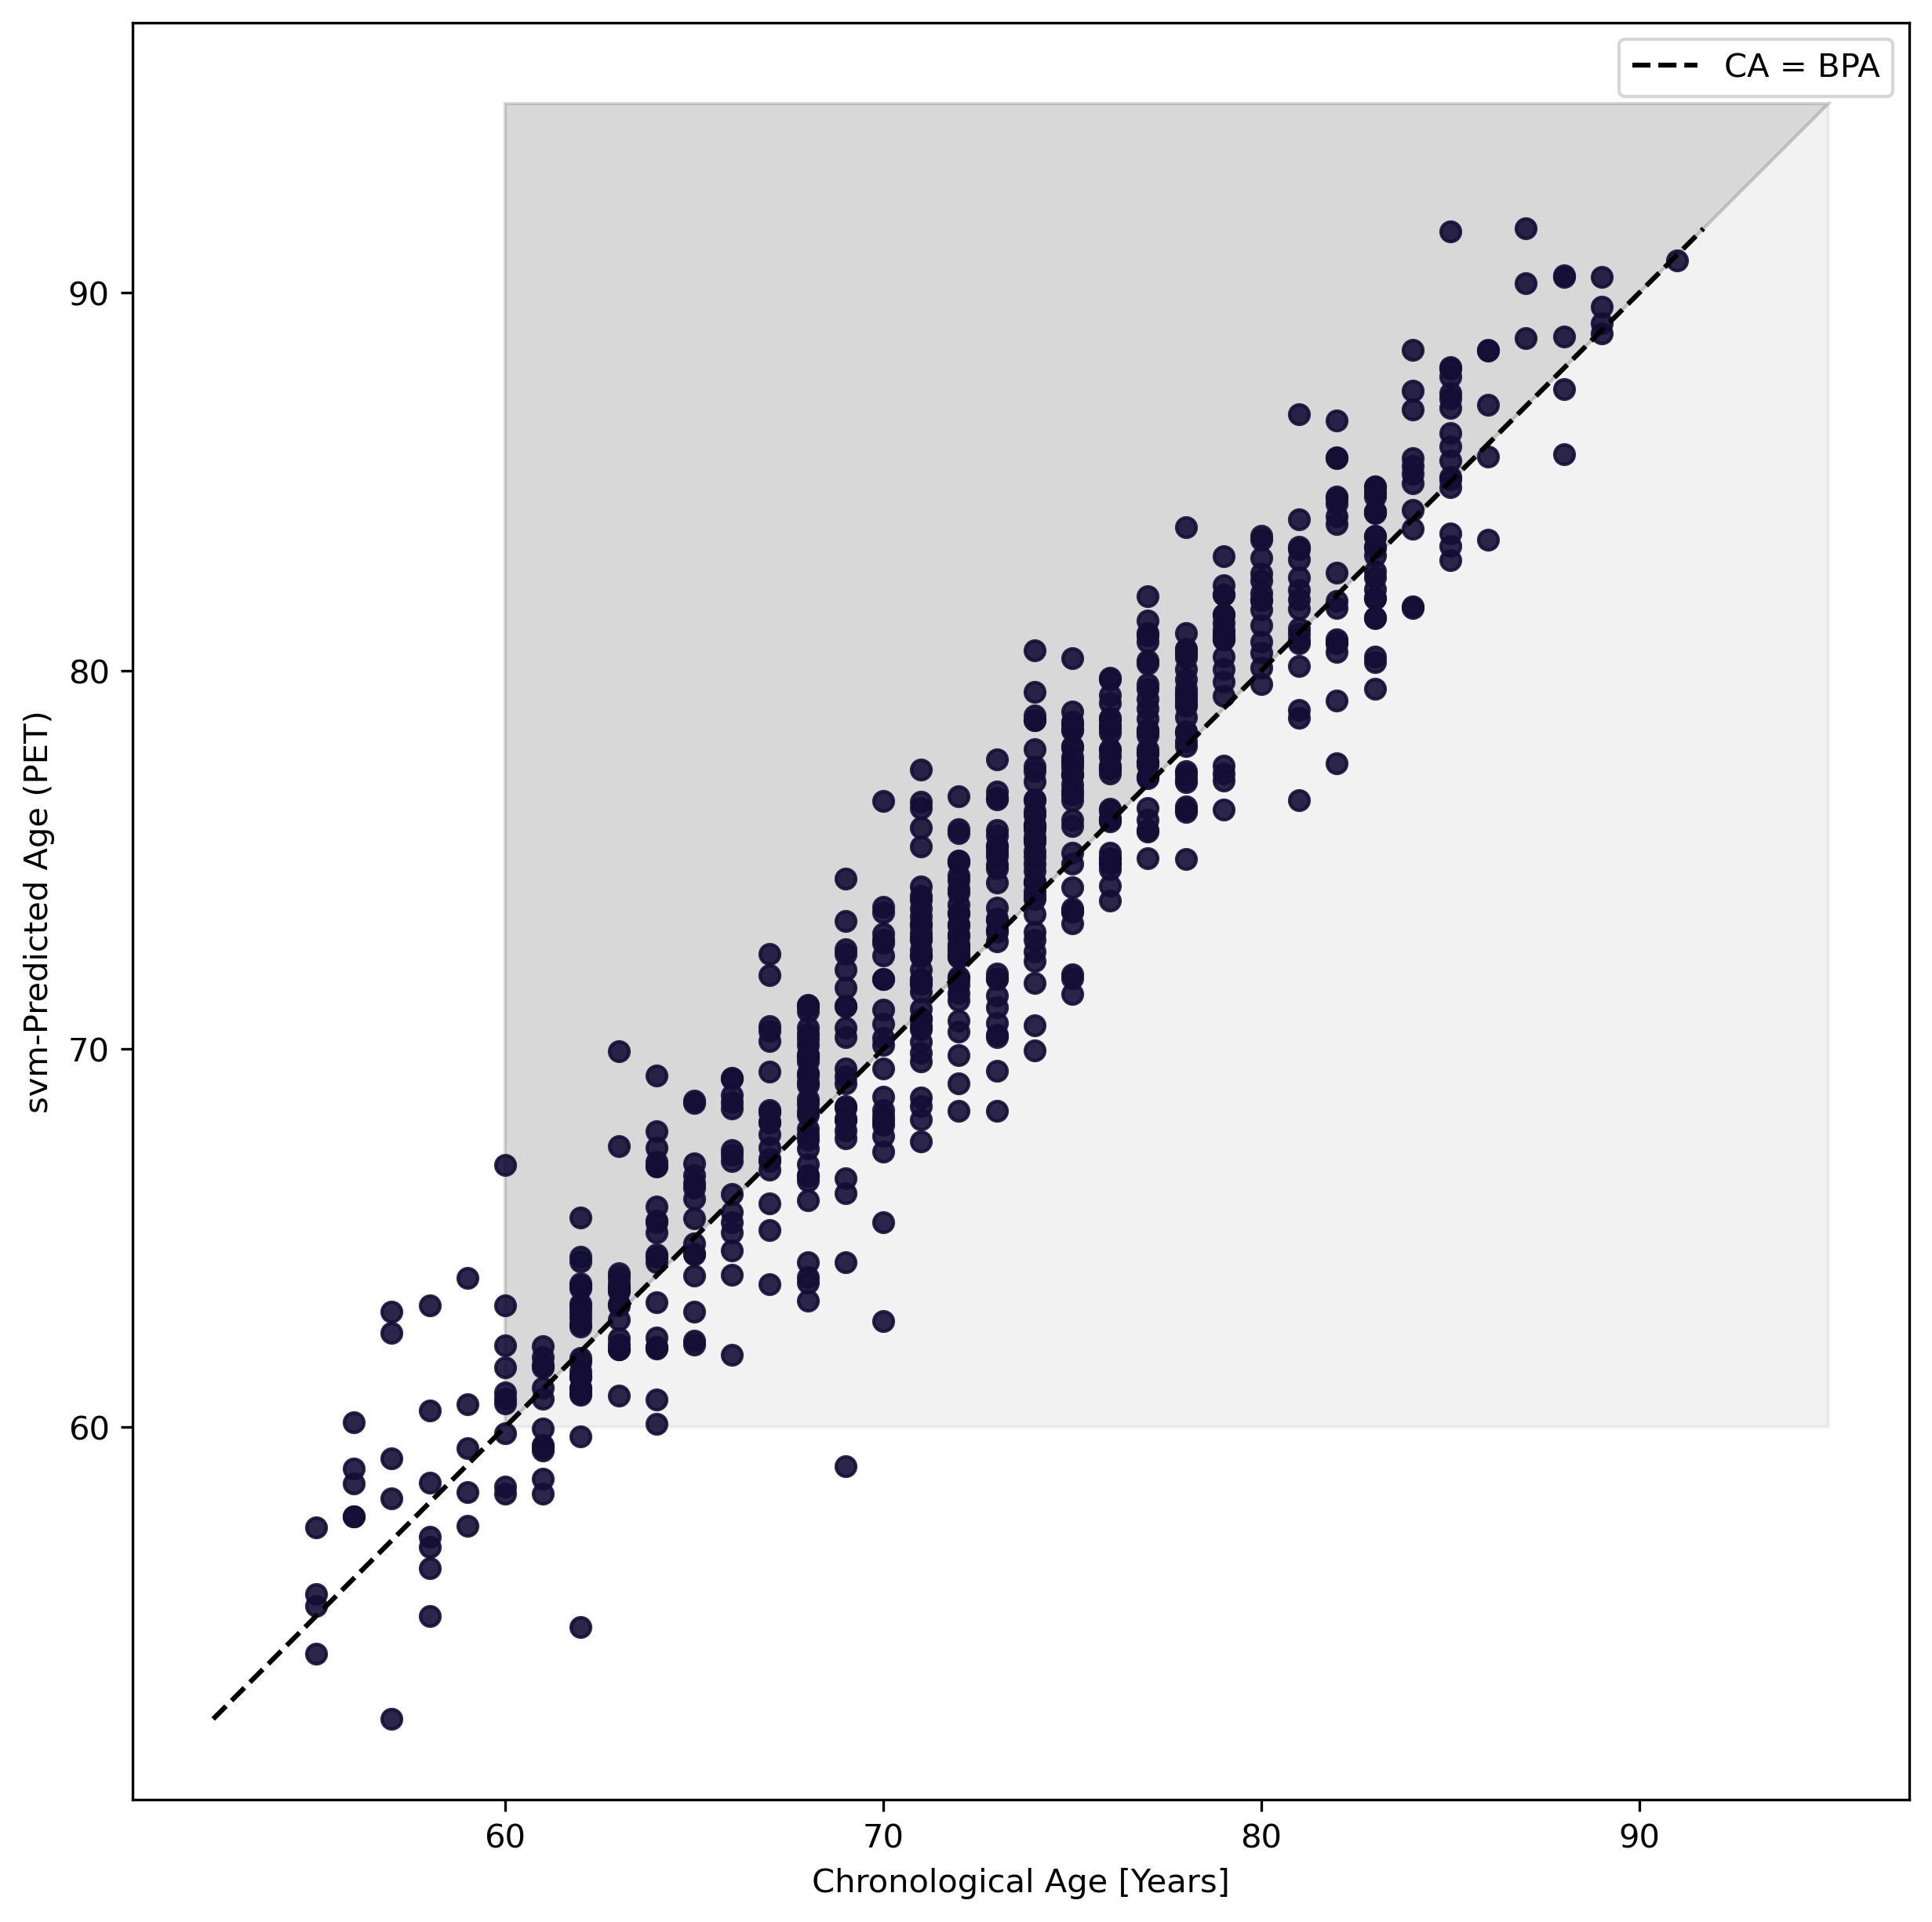 CA = BPA
90
80
70
60
svm-Predicted Age (PET)
60 70 80 90
Chronological Age [Years]